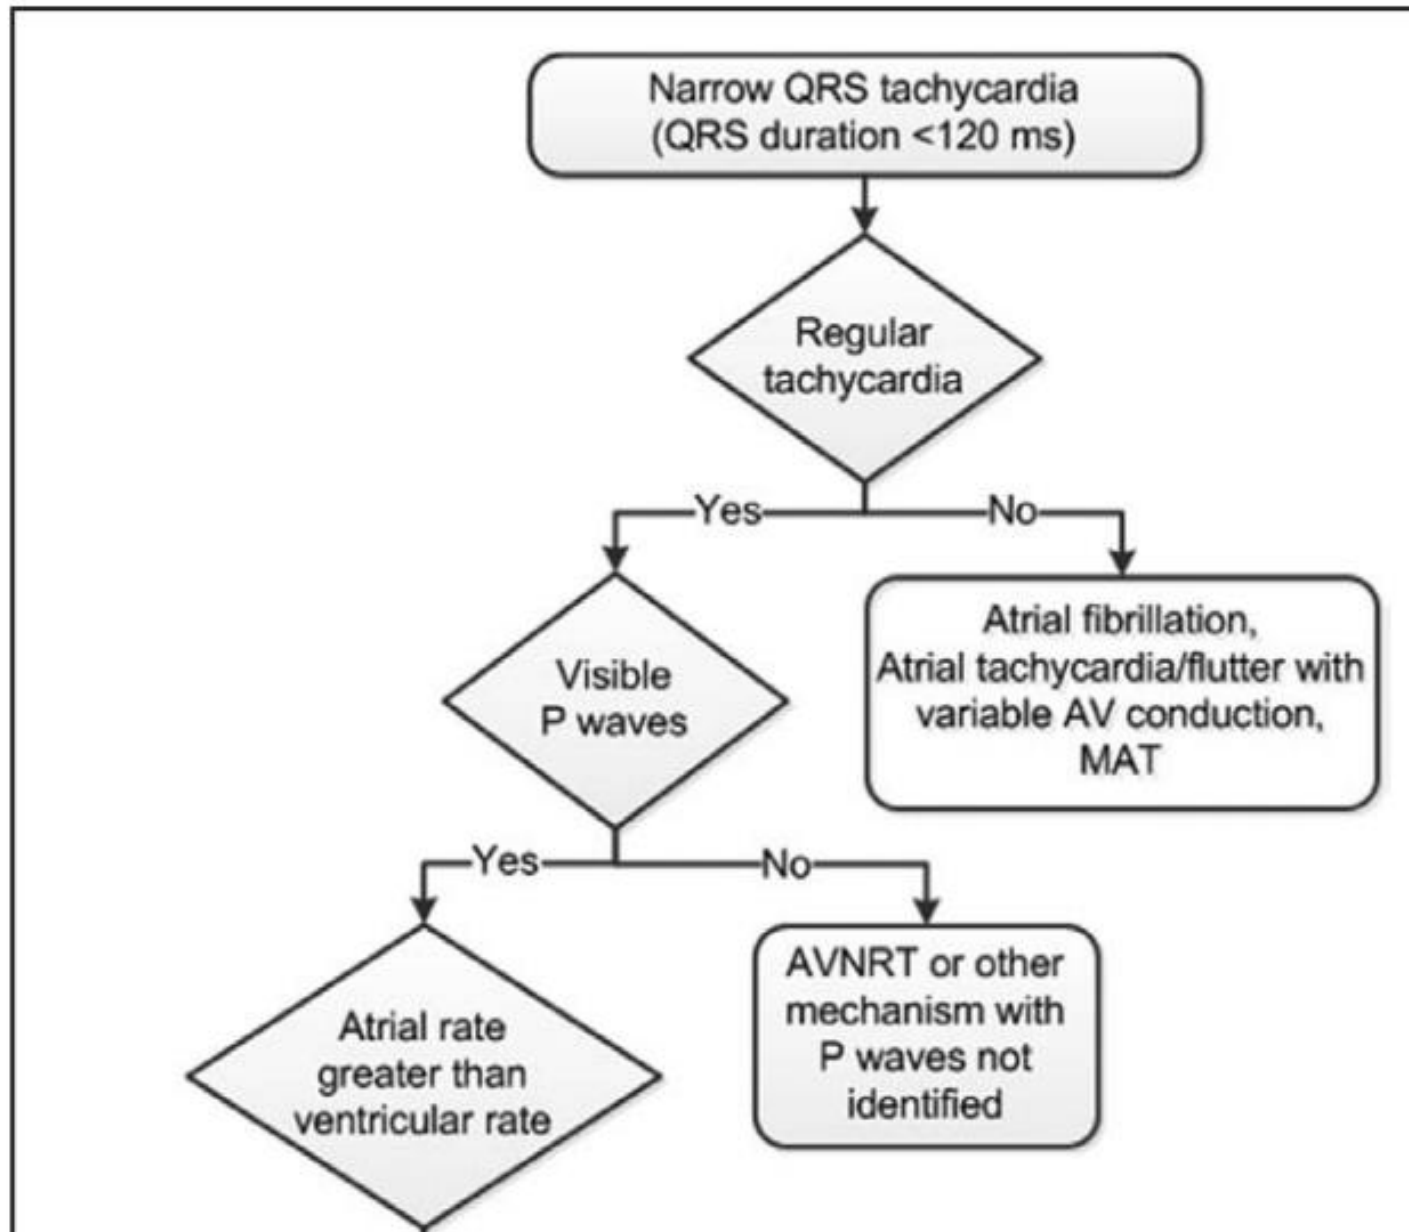 Narrow QRS tachycardia
(QRS duration <120 ms)
Regular
tachycardia
Yes
No
Visible
P waves
Atrial fibrillation,
Atrial tachycardia/flutter with
variable AV conduction,
MAT
Yes
No
Atrial rate
greater than
ventricular rate
AVNRT or other
mechanism with
P waves not
identified